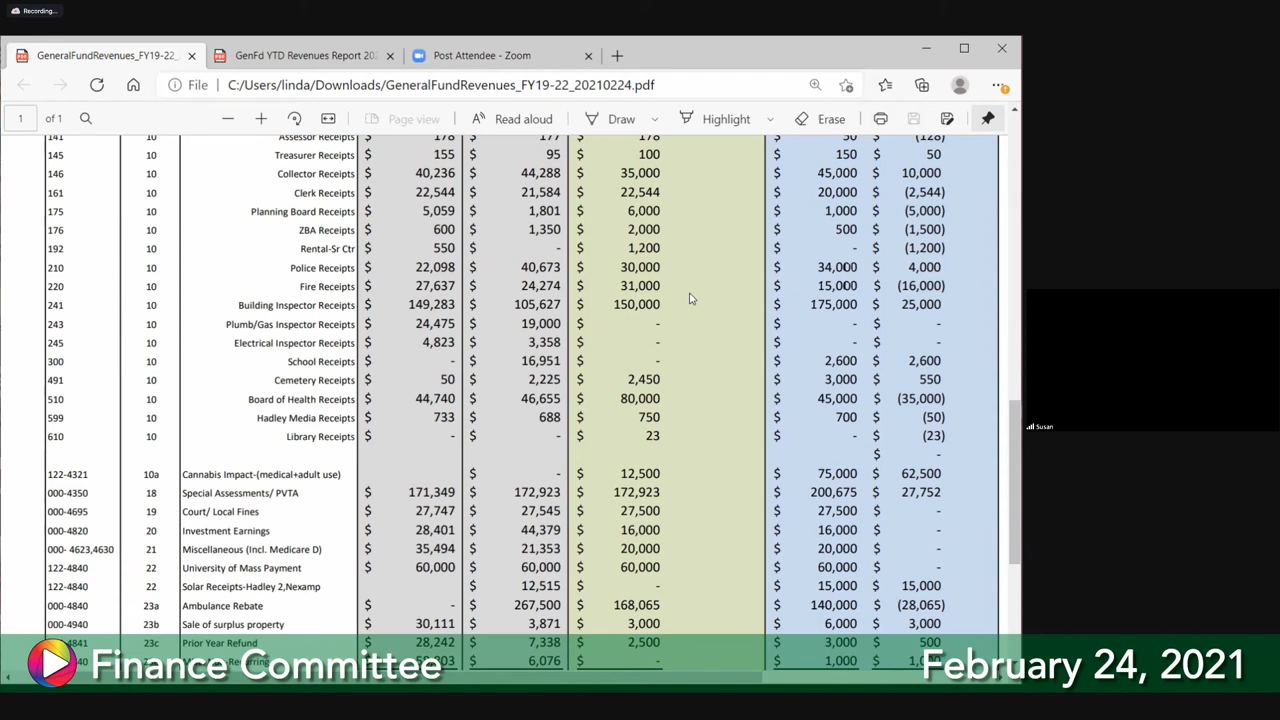 Recording...
GeneralFundRevenues_FY19-22_
GenFd YTD Revenues Report 202
Post Attendee - Zoom
File C:/Users/linda/Downloads/GeneralFundRevenues_FY19-22_20210224.pdf
1 of 1 Page view Read aloud Draw Highlight Erase
141 10 Assessor Receipts $ 178 $ 177 $ 178 $ 50 $ (128)
145 10 Treasurer Receipts $ 155 $ 95 $ 100 $ 150 $ 50
146 10 Collector Receipts $ 40,236 $ 44,288 $ 35,000 $ 45,000 $ 10,000
161 10 Clerk Receipts $ 22,544 $ 21,584 $ 22,544 $ 20,000 $ (2,544)
175 10 Planning Board Receipts $ 5,059 $ 1,801 $ 6,000 $ 1,000 $ (5,000)
176 10 ZBA Receipts $ 600 $ 1,350 $ 2,000 $ 500 $ (1,500)
192 10 Rental-Sr Ctr $ 550 $ - $ 1,200 $ - $ (1,200)
210 10 Police Receipts $ 22,098 $ 40,673 $ 30,000 $ 34,000 $ 4,000
220 10 Fire Receipts $ 27,637 $ 24,274 $ 31,000 $ 15,000 $ (16,000)
241 10 Building Inspector Receipts $ 149,283 $ 105,627 $ 150,000 $ 175,000 $ 25,000
243 10 Plumb/Gas Inspector Receipts $ 24,475 $ 19,000 $ - $ - $ -
245 10 Electrical Inspector Receipts $ 4,823 $ 3,358 $ - $ - $ -
300 10 School Receipts $ - $ 16,951 $ - $ 2,600 $ 2,600
491 10 Cemetery Receipts $ 50 $ 2,225 $ 2,450 $ 3,000 $ 550
510 10 Board of Health Receipts $ 44,740 $ 46,655 $ 80,000 $ 45,000 $ (35,000)
599 10 Hadley Media Receipts $ 733 $ 688 $ 750 $ 700 $ (50)
610 10 Library Receipts $ - $ - $ 23 $ - $ (23)
$ -
122-4321 10a Cannabis Impact-(medical+adult use) $ - $ 12,500 $ 75,000 $ 62,500
000-4350 18 Special Assessments/ PVTA $ 171,349 $ 172,923 $ 172,923 $ 200,675 $ 27,752
000-4695 19 Court/ Local Fines $ 27,747 $ 27,545 $ 27,500 $ 27,500 $ -
000-4820 20 Investment Earnings $ 28,401 $ 44,379 $ 16,000 $ 16,000 $ -
000- 4623,4630 21 Miscellaneous (Incl. Medicare D) $ 35,494 $ 21,353 $ 20,000 $ 20,000 $ -
122-4840 22 University of Mass Payment $ 60,000 $ 60,000 $ 60,000 $ 60,000 $ -
122-4840 22 Solar Receipts-Hadley 2,Nexamp $ 12,515 $ - $ 15,000 $ 15,000
000-4840 23a Ambulance Rebate $ - $ 267,500 $ 168,065 $ 140,000 $ (28,065)
000-4940 23b Sale of surplus property $ 30,111 $ 3,871 $ 3,000 $ 6,000 $ 3,000
4841 23c Prior Year Refund $ 28,242 $ 7,338 $ 2,500 $ 3,000 $ 500
$ 6,076 $ - $ 1,000 $
Finance Committee
February 24, 2021
Susan